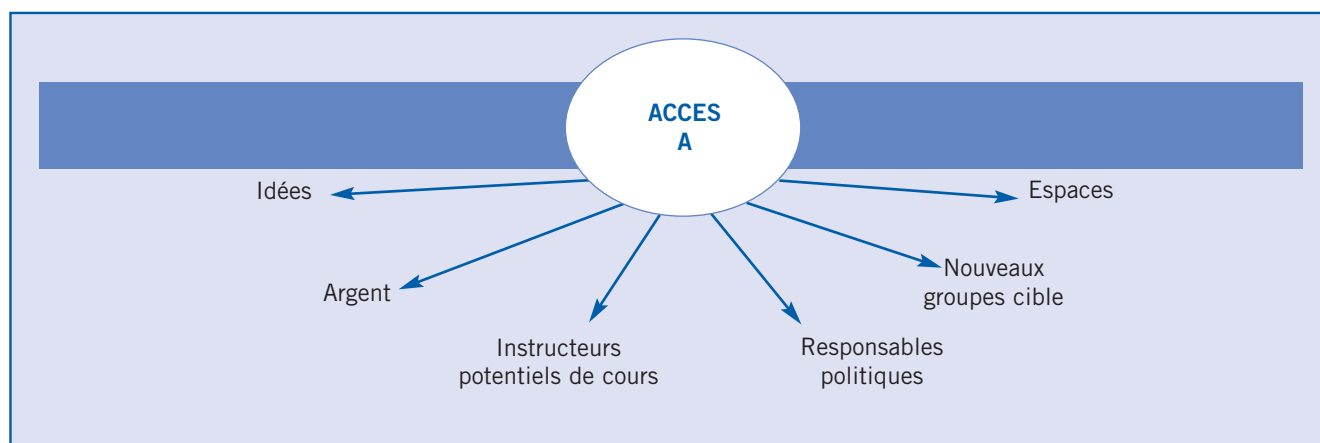 ACCES
A
Idées
Espaces
Argent
Nouveaux
groupes cible
Instructeurs
potentiels de cours
Responsables
politiques